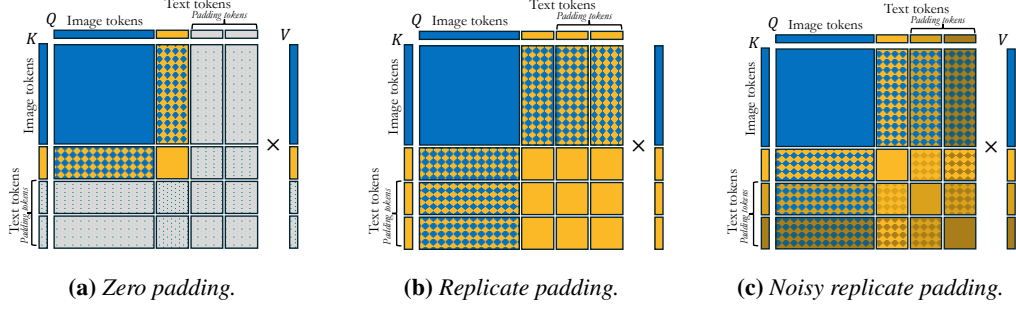 Text tokens
Padding tokens
Q Image tokens
K
V
Image tokens
Text tokens
Padding tokens
×
(a) Zero padding.
Text tokens
Padding tokens
Q Image tokens
K
Image tokens
Text tokens
Padding tokens
×
(b) Replicate padding.
Text tokens
Padding tokens
Q Image tokens
K
V
Image tokens
Text tokens
Padding tokens
×
(c) Noisy replicate padding.